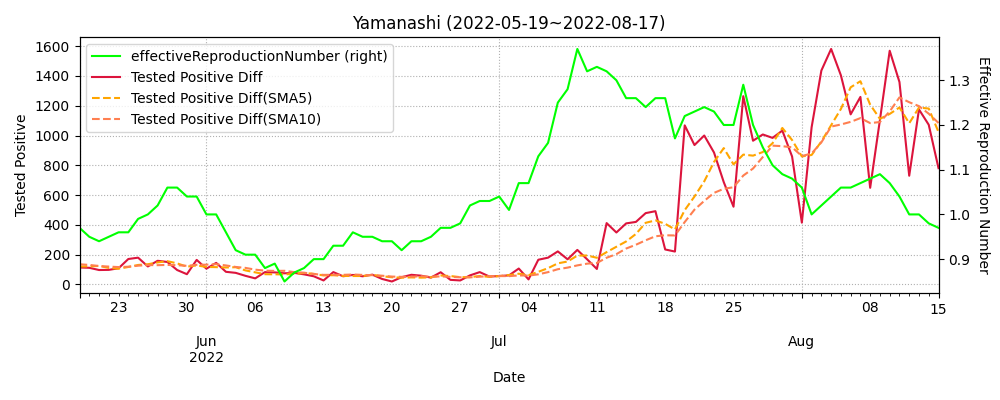 Yamanashi (2022-05-19~2022-08-17)
effectiveReproductionNumber (right)
Tested Positive Diff
Tested Positive Diff(SMA5)
Tested Positive Diff(SMA10)
Tested Positive
1600
1400
1200
1000
800
600
400
200
0
1.3
1.2
1.1
1.0
0.9
Effective Reproduction Number
23 30 06 13 20 27 04 11 18 25 08 15
Jun Jul Aug
2022
Date